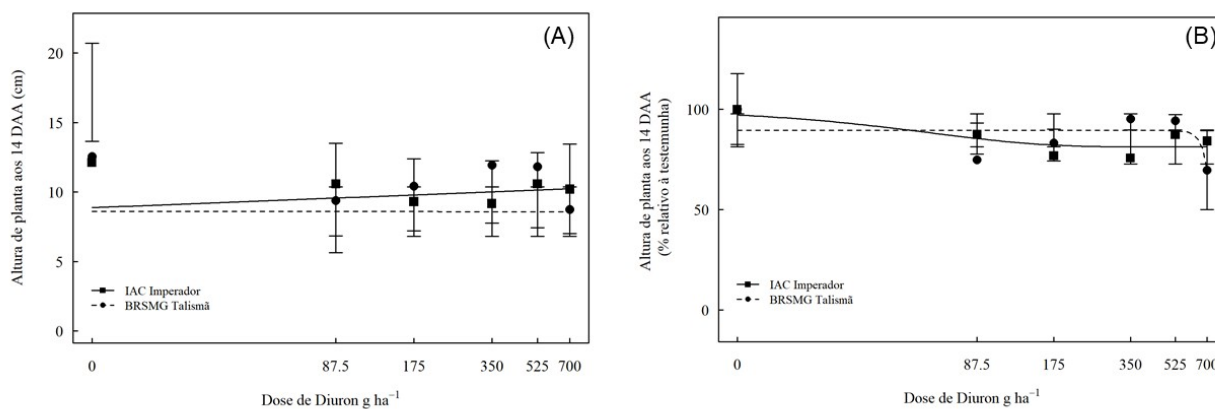 (A)
Altura de planta aos 14 DAA (cm)
20
15
10
5
0
IAC Imperador
BRSMG Talismã
0 87.5 175 350 525 700
Dose de Diuron g ha⁻¹
(B)
Altura de planta aos 14 DAA
(% relativo à testemunha)
100
50
0
IAC Imperador
BRSMG Talismã
0 87.5 175 350 525 700
Dose de Diuron g ha⁻¹